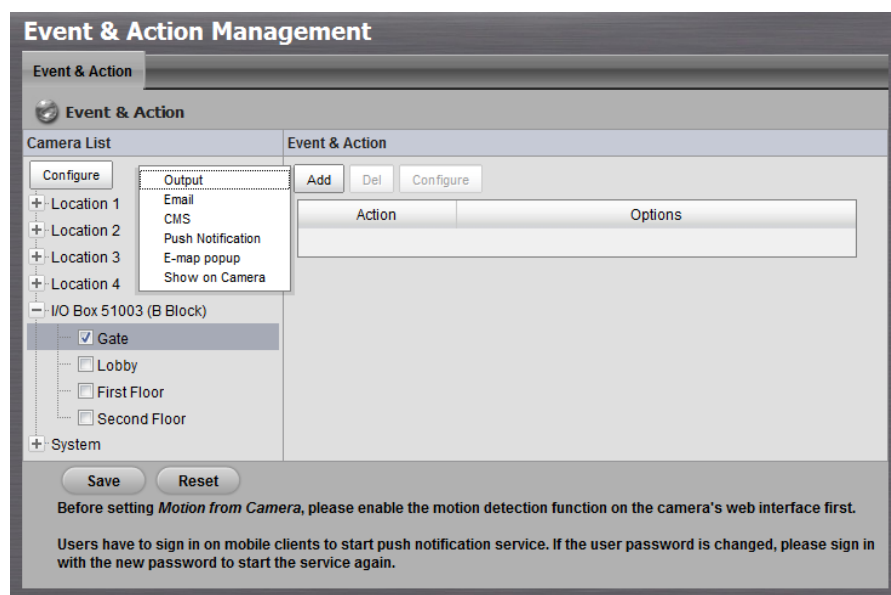 Event & Action Management
Event & Action
Event & Action
Camera List
Event & Action
Configure
Output
Email
CMS
Push Notification
E-map popup
Show on Camera
Add
Del
Configure
Location 1
Location 2
Location 3
Location 4
Action
Options
I/O Box 51003 (B Block)
Gate
Lobby
First Floor
Second Floor
System
Save
Reset
Before setting Motion from Camera, please enable the motion detection function on the camera's web interface first.
Users have to sign in on mobile clients to start push notification service. If the user password is changed, please sign in
with the new password to start the service again.